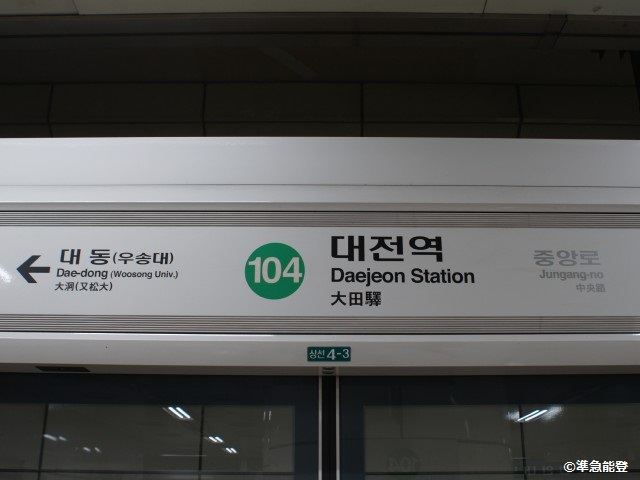 대 동(우송대)
Dae-dong (Woosong Univ.)
大洞(又松大)
104
대전역
Daejeon Station
大田驛
중앙로
Jungang-no
中央路
상선 4-3
104
©準急能登